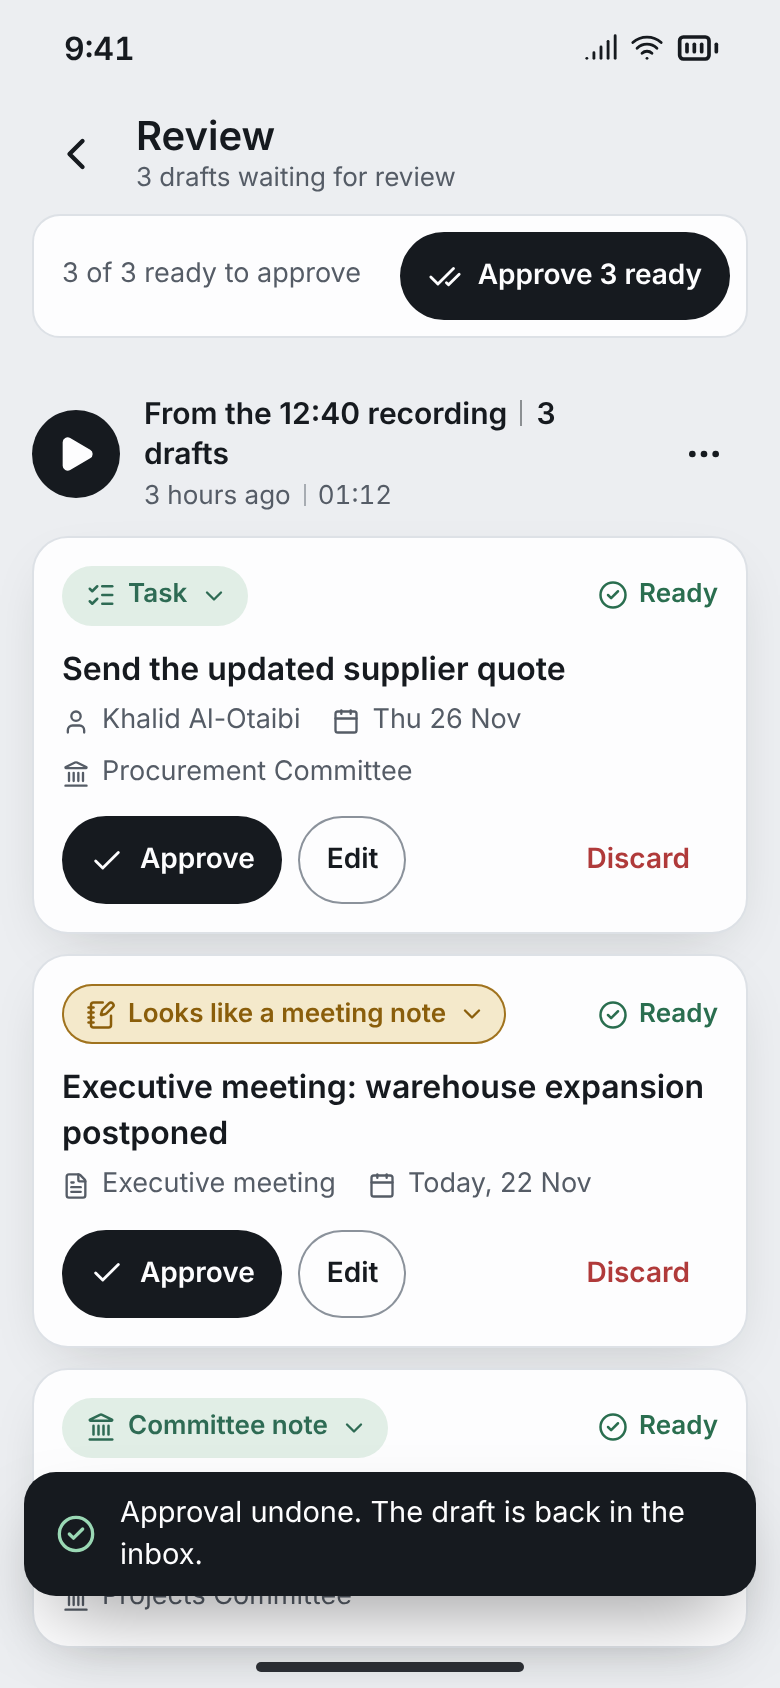 9:41
Review
3 drafts waiting for review
3 of 3 ready to approve
Approve 3 ready
From the 12:40 recording | 3
drafts
3 hours ago | 01:12
Task
Ready
Send the updated supplier quote
Khalid Al-Otaibi
Thu 26 Nov
Procurement Committee
Approve
Edit
Discard
Looks like a meeting note
Ready
Executive meeting: warehouse expansion
postponed
Executive meeting
Today, 22 Nov
Approve
Edit
Discard
Committee note
Ready
Approval undone. The draft is back in the
inbox.
Projects Committee